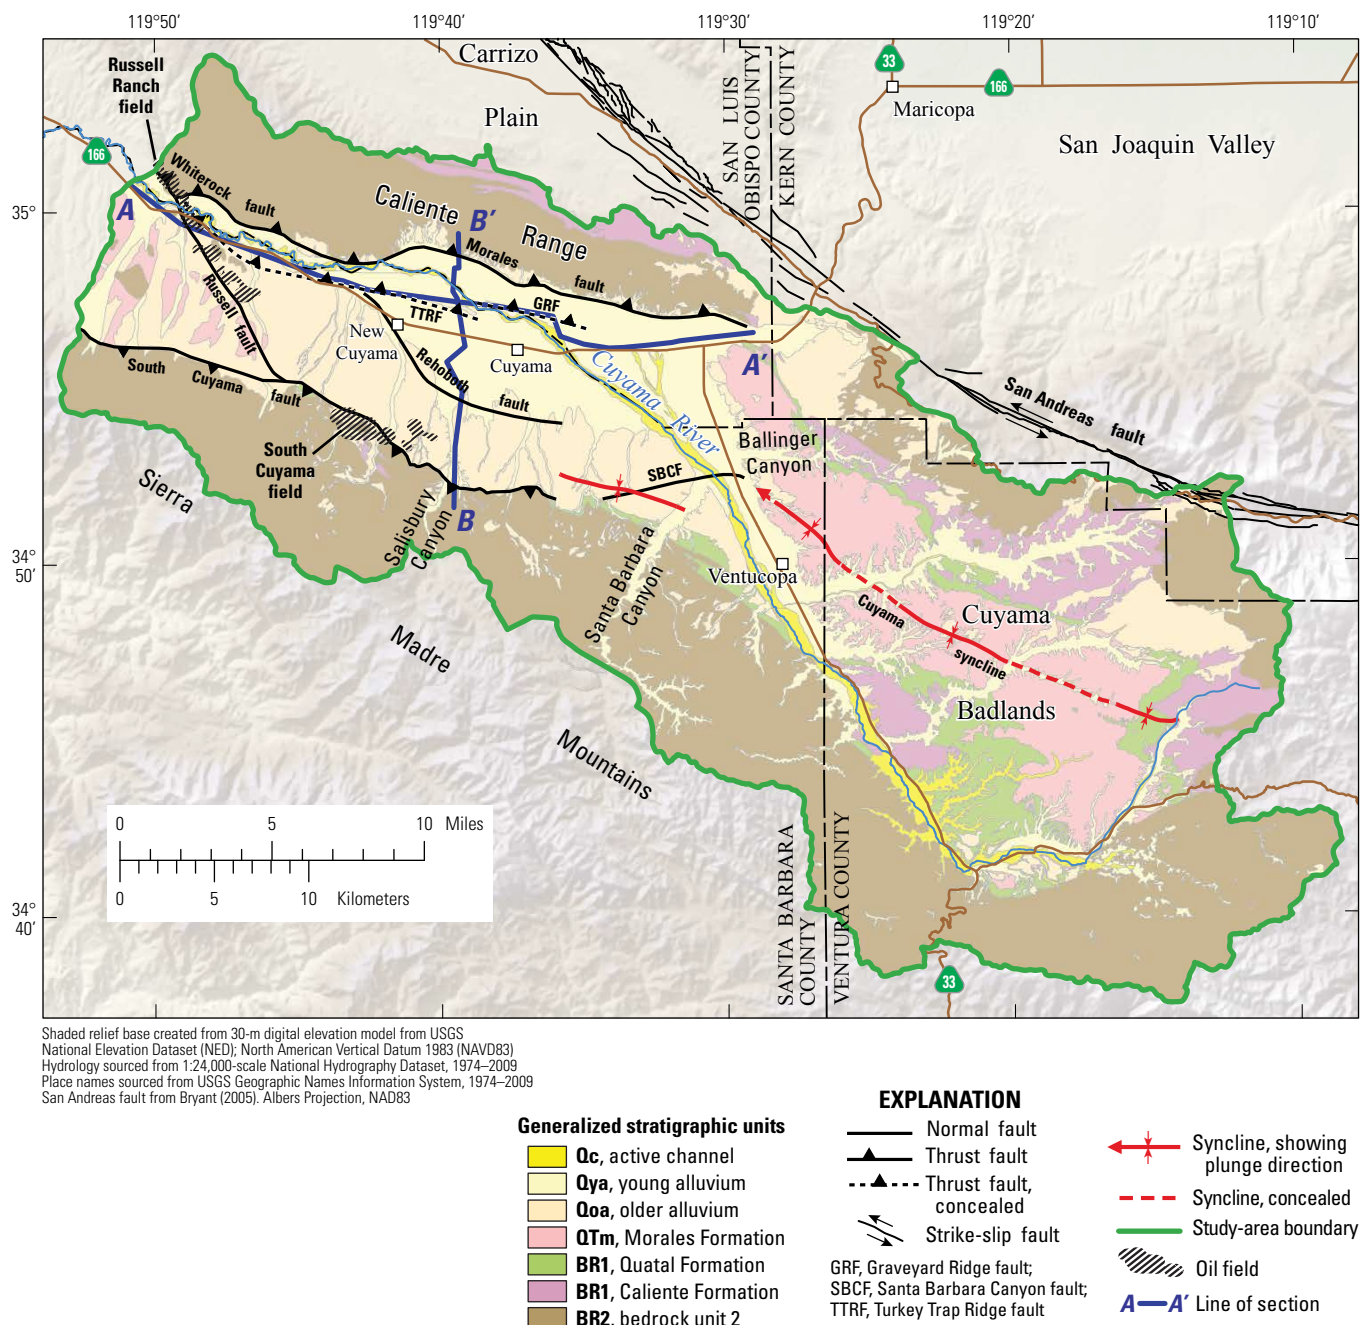 119°50′
119°40′
119°30′
119°20′
119°10′
35°
34°
50′
34°
40′
Carrizo
Plain
Russell
Ranch
field
166
33
166
Maricopa
SAN LUIS
OBISPO COUNTY
KERN COUNTY
San Joaquin Valley
Whiterock fault
A
Caliente
Range
B′
Morales fault
GRF
TTRF
Russell fault
New
Cuyama
Cuyama
Rehoboth fault
Cuyama River
A′
South Cuyama fault
South
Cuyama
field
San Andreas fault
Ballinger
Canyon
SBCF
Sierra
Salisbury
Canyon
B
Santa Barbara
Canyon
Ventucopa
Cuyama syncline
Cuyama
Badlands
Madre
Mountains
0 5 10 Miles
0 5 10 Kilometers
SANTA BARBARA
COUNTY
VENTURA COUNTY
33
Shaded relief base created from 30-m digital elevation model from USGS
National Elevation Dataset (NED); North American Vertical Datum 1983 (NAVD83)
Hydrology sourced from 1:24,000-scale National Hydrography Dataset, 1974–2009
Place names sourced from USGS Geographic Names Information System, 1974–2009
San Andreas fault from Bryant (2005). Albers Projection, NAD83
EXPLANATION
Generalized stratigraphic units
Qc, active channel
Qya, young alluvium
Qoa, older alluvium
QTm, Morales Formation
BR1, Quatal Formation
BR1, Caliente Formation
BR2, bedrock unit 2
Normal fault
Thrust fault
Thrust fault,
concealed
Strike-slip fault
GRF, Graveyard Ridge fault;
SBCF, Santa Barbara Canyon fault;
TTRF, Turkey Trap Ridge fault
Syncline, showing
plunge direction
Syncline, concealed
Study-area boundary
Oil field
A A′ Line of section